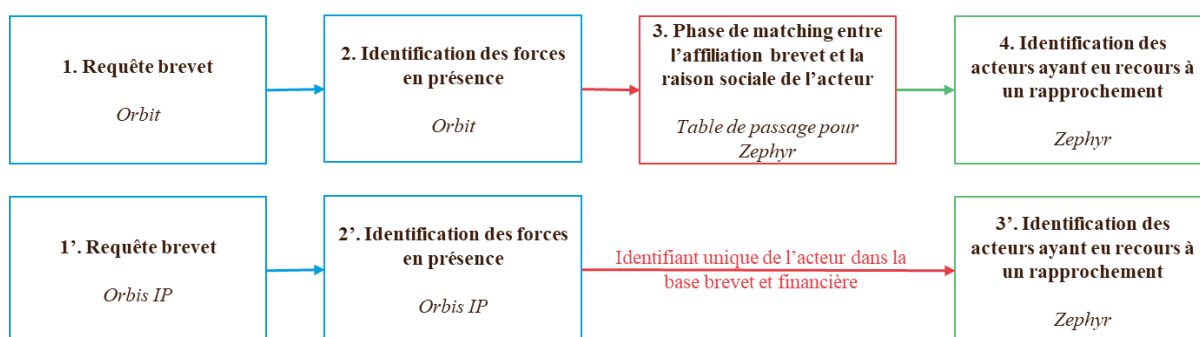 1. Requête brevet
Orbit
2. Identification des forces
en présence
Orbit
3. Phase de matching entre
l’affiliation brevet et la
raison sociale de l’acteur
Table de passage pour
Zephyr
4. Identification des
acteurs ayant eu recours à
un rapprochement
Zephyr
1’. Requête brevet
Orbis IP
2’. Identification des forces
en présence
Orbis IP
Identifiant unique de l’acteur dans la
base brevet et financière
3’. Identification des
acteurs ayant eu recours à
un rapprochement
Zephyr